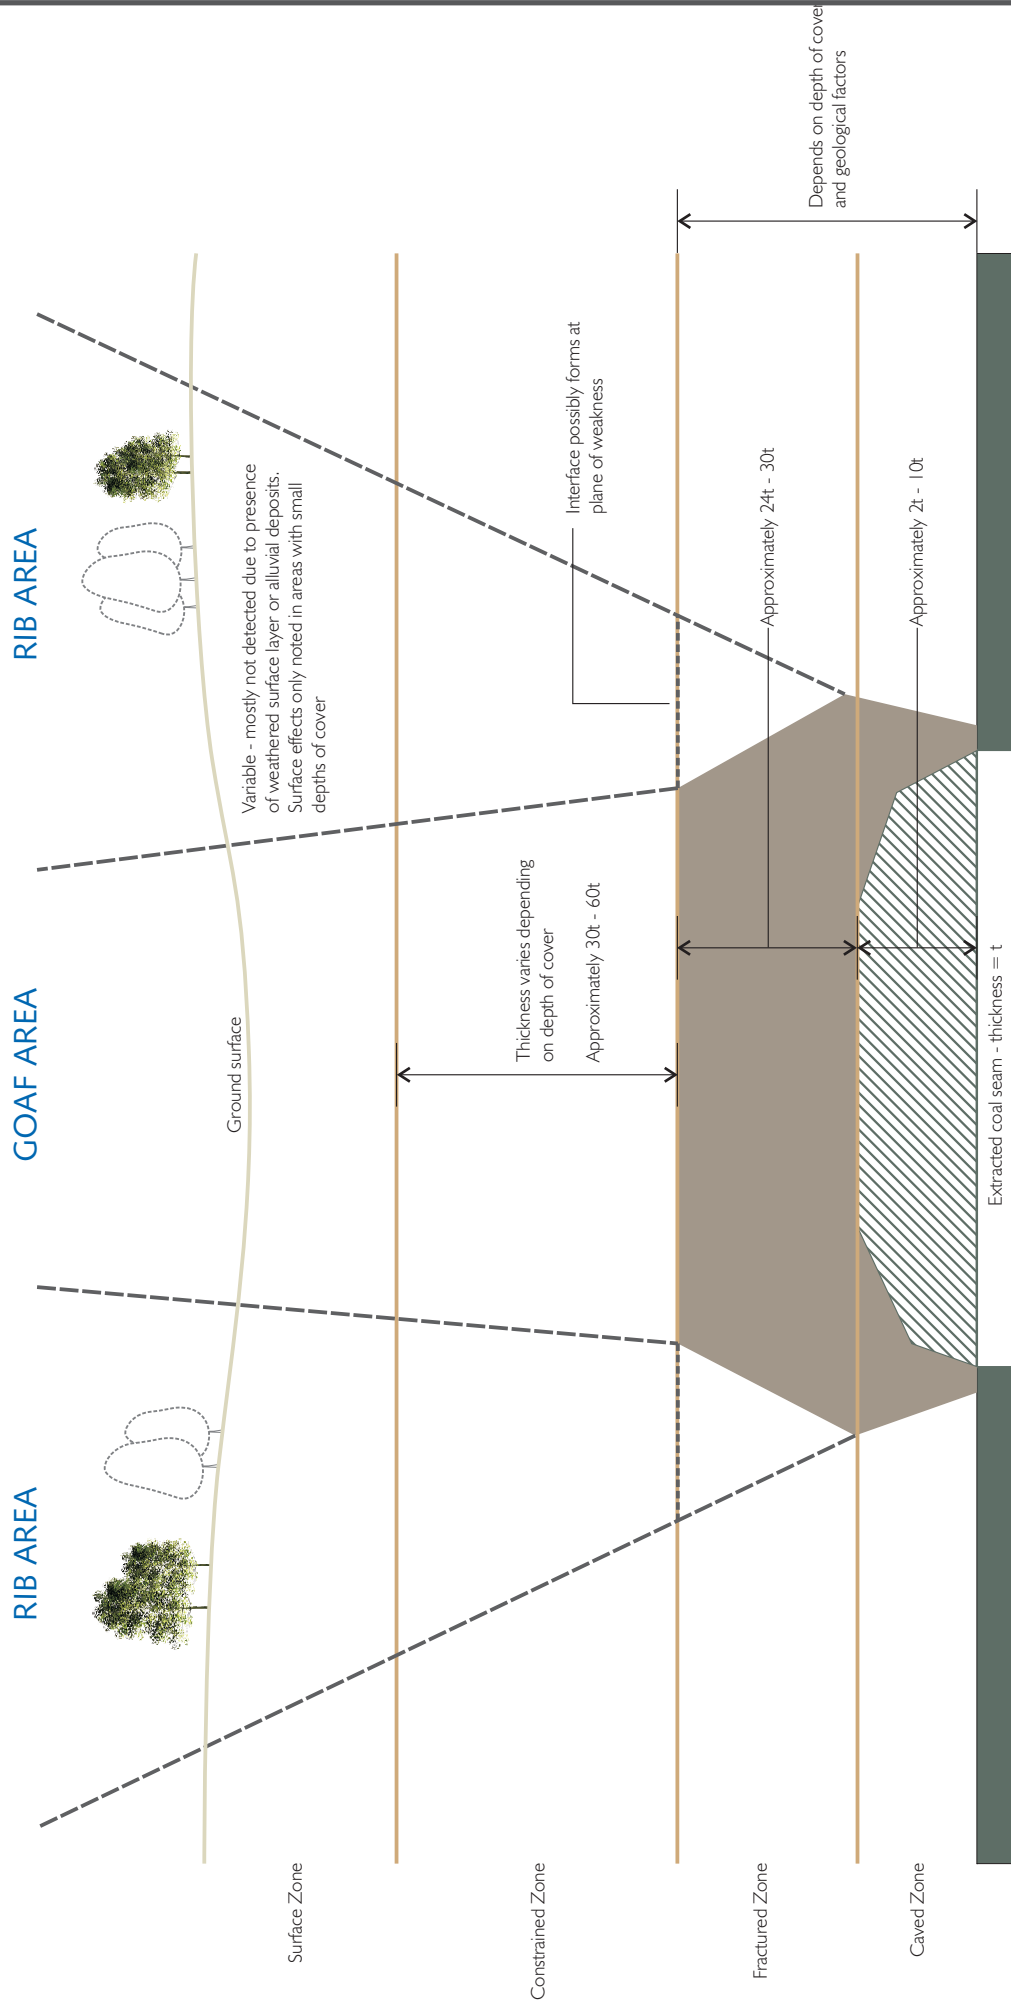 RIB AREA
GOAF AREA
RIB AREA
Ground surface
Variable - mostly not detected due to presence
of weathered surface layer or alluvial deposits.
Surface effects only noted in areas with small
depths of cover
Surface Zone
Thickness varies depending
on depth of cover
Approximately 30t - 60t
Interface possibly forms at
plane of weakness
Constrained Zone
Depends on depth of cover
and geological factors
Approximately 24t - 30t
Fractured Zone
Approximately 2t - 10t
Caved Zone
Extracted coal seam - thickness = t